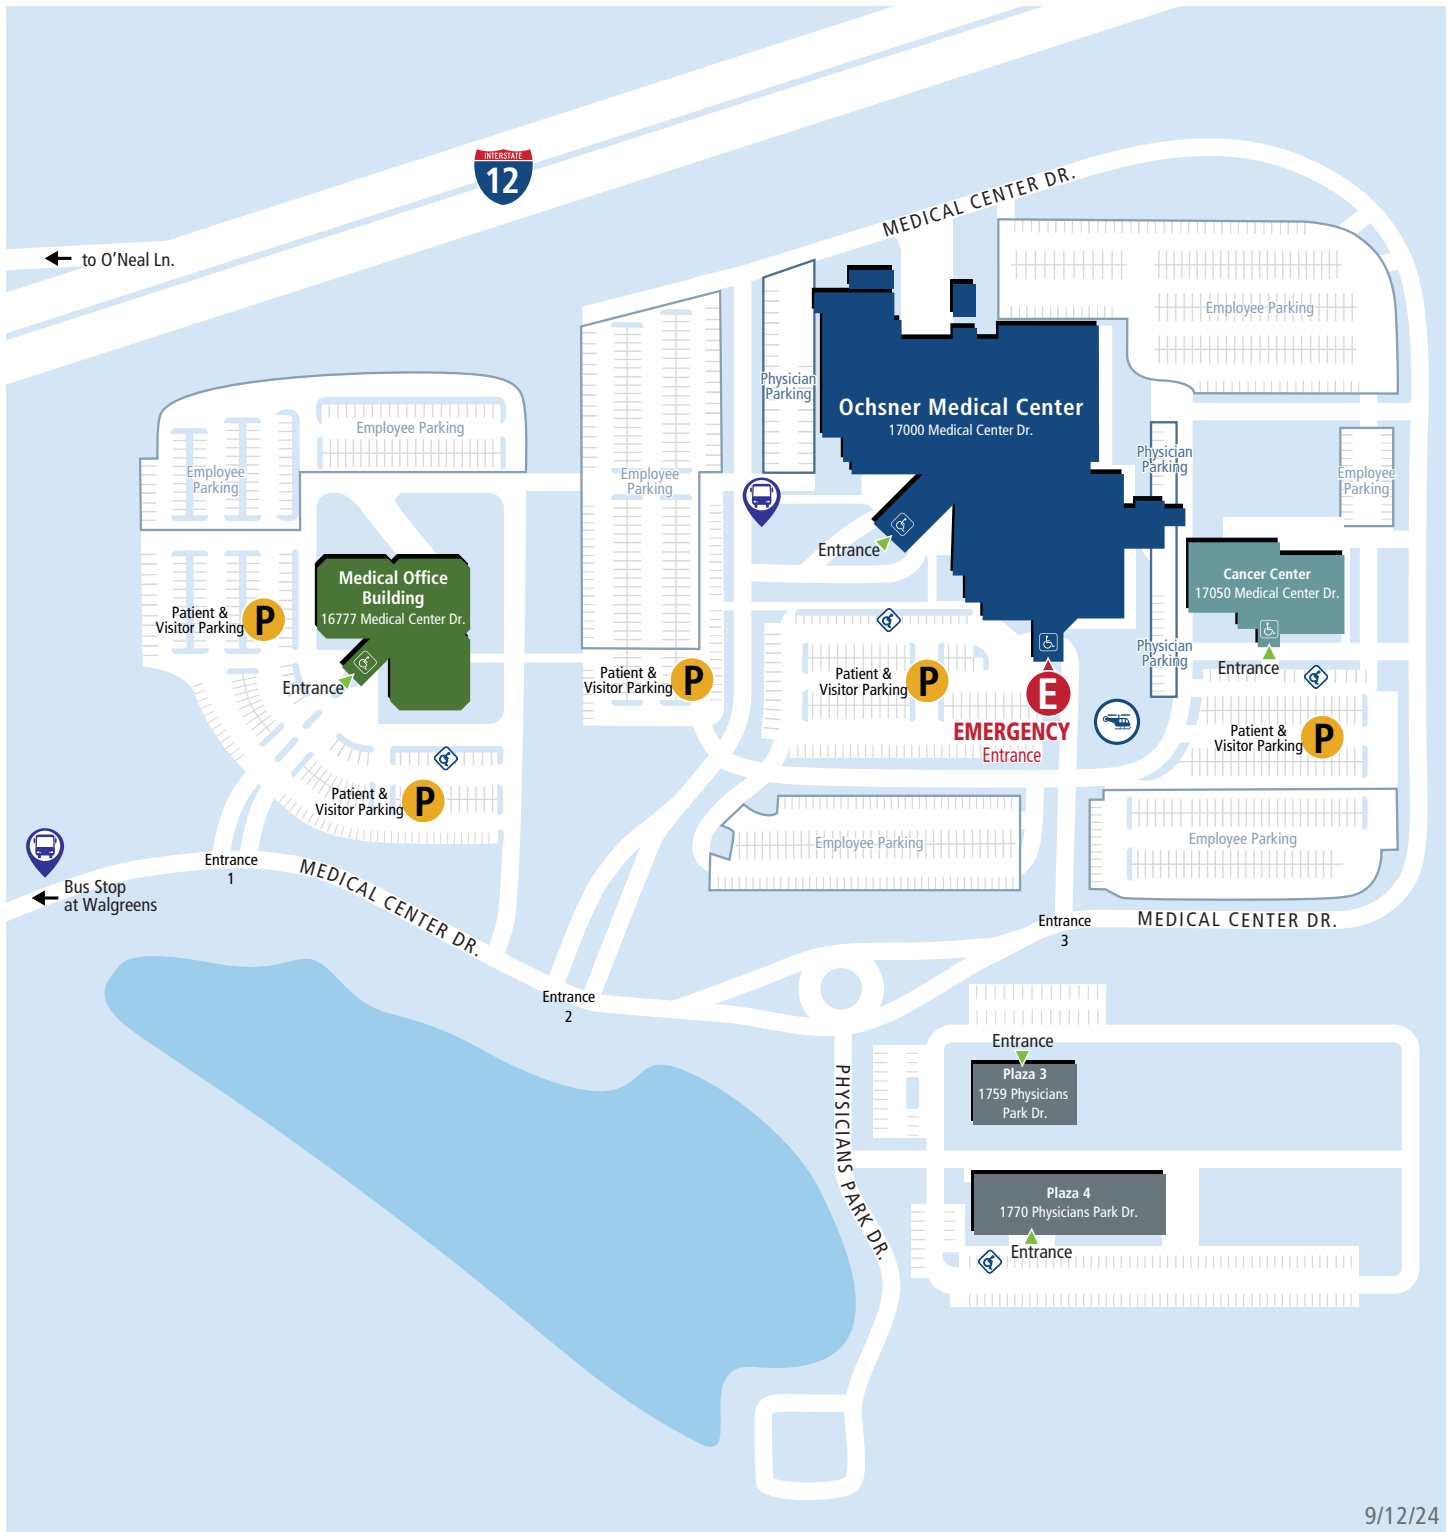 INTERSTATE
12
to O'Neal Ln.
MEDICAL CENTER DR.
Employee Parking
Physician
Parking
Ochsner Medical Center
17000 Medical Center Dr.
Employee Parking
Employee
Parking
Employee
Parking
Physician
Parking
Employee
Parking
Entrance
Medical Office
Building
16777 Medical Center Dr.
Cancer Center
17050 Medical Center Dr.
Patient &
Visitor Parking
P
Entrance
Patient &
Visitor Parking
P
Patient &
Visitor Parking
P
E
EMERGENCY
Entrance
Physician
Parking
Entrance
Patient &
Visitor Parking
P
Patient &
Visitor Parking
P
Employee Parking
Employee Parking
Entrance
1
Bus Stop
at Walgreens
MEDICAL CENTER DR.
Entrance
3
MEDICAL CENTER DR.
Entrance
2
Entrance
Plaza 3
1759 Physicians
Park Dr.
PHYSICIANS PARK DR.
Plaza 4
1770 Physicians Park Dr.
Entrance
9/12/24